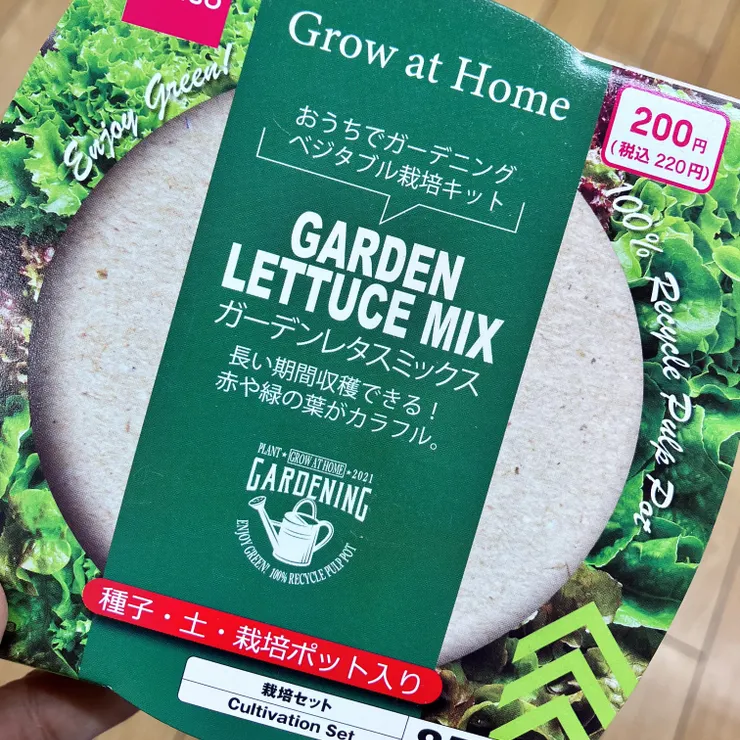 Grow at Home
Enjoy Green!
おうちでガーデニング
ベジタブル栽培キット
200円
(税込220円)
GARDEN
LETTUCE MIX
ガーデンレタスミックス
長い期間収穫できる！
赤や緑の葉がカラフル。
100% Recycle Pulp Pot
PLANT ★ GROW AT HOME ★ 2021
GARDENING
ENJOY GREEN! 100% RECYCLE PULP POT
種子・土・栽培ポット入り
栽培セット
Cultivation Set